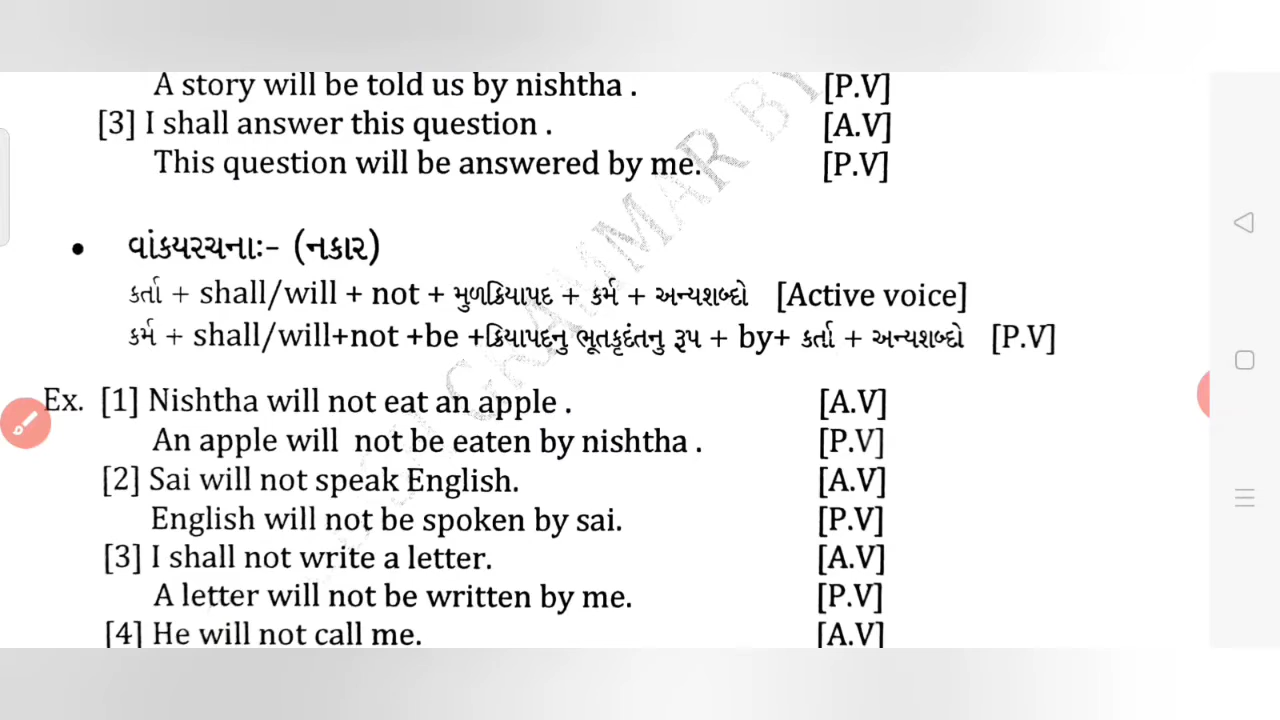 A story will be told us by nishtha . [P.V]
[3] I shall answer this question . [A.V]
This question will be answered by me. [P.V]
• વાંકયરચનાઃ- (નકાર)
કર્તા + shall/will + not + મુળક્રિયાપદ + કર્મ + અન્યશબ્દો [Active voice]
કર્મ + shall/will+not +be +ક્રિયાપદનુ ભૂતકૃદંતનુ રૂપ + by+ કર્તા + અન્યશબ્દો [P.V]
Ex. [1] Nishtha will not eat an apple . [A.V]
An apple will not be eaten by nishtha . [P.V]
[2] Sai will not speak English. [A.V]
English will not be spoken by sai. [P.V]
[3] I shall not write a letter. [A.V]
A letter will not be written by me. [P.V]
[4] He will not call me. [A.V]
GRAMMAR BY